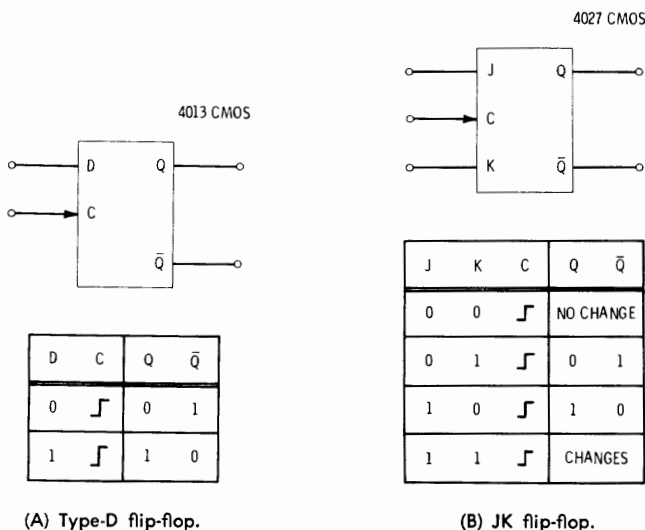 4013 CMOS
D Q
C
Q̄
D C Q Q̄
0 0 1
1 1 0
(A) Type-D flip-flop.
4027 CMOS
J Q
C
K Q̄
J K C Q Q̄
0 0 NO CHANGE
0 1 0 1
1 0 1 0
1 1 CHANGES
(B) JK flip-flop.